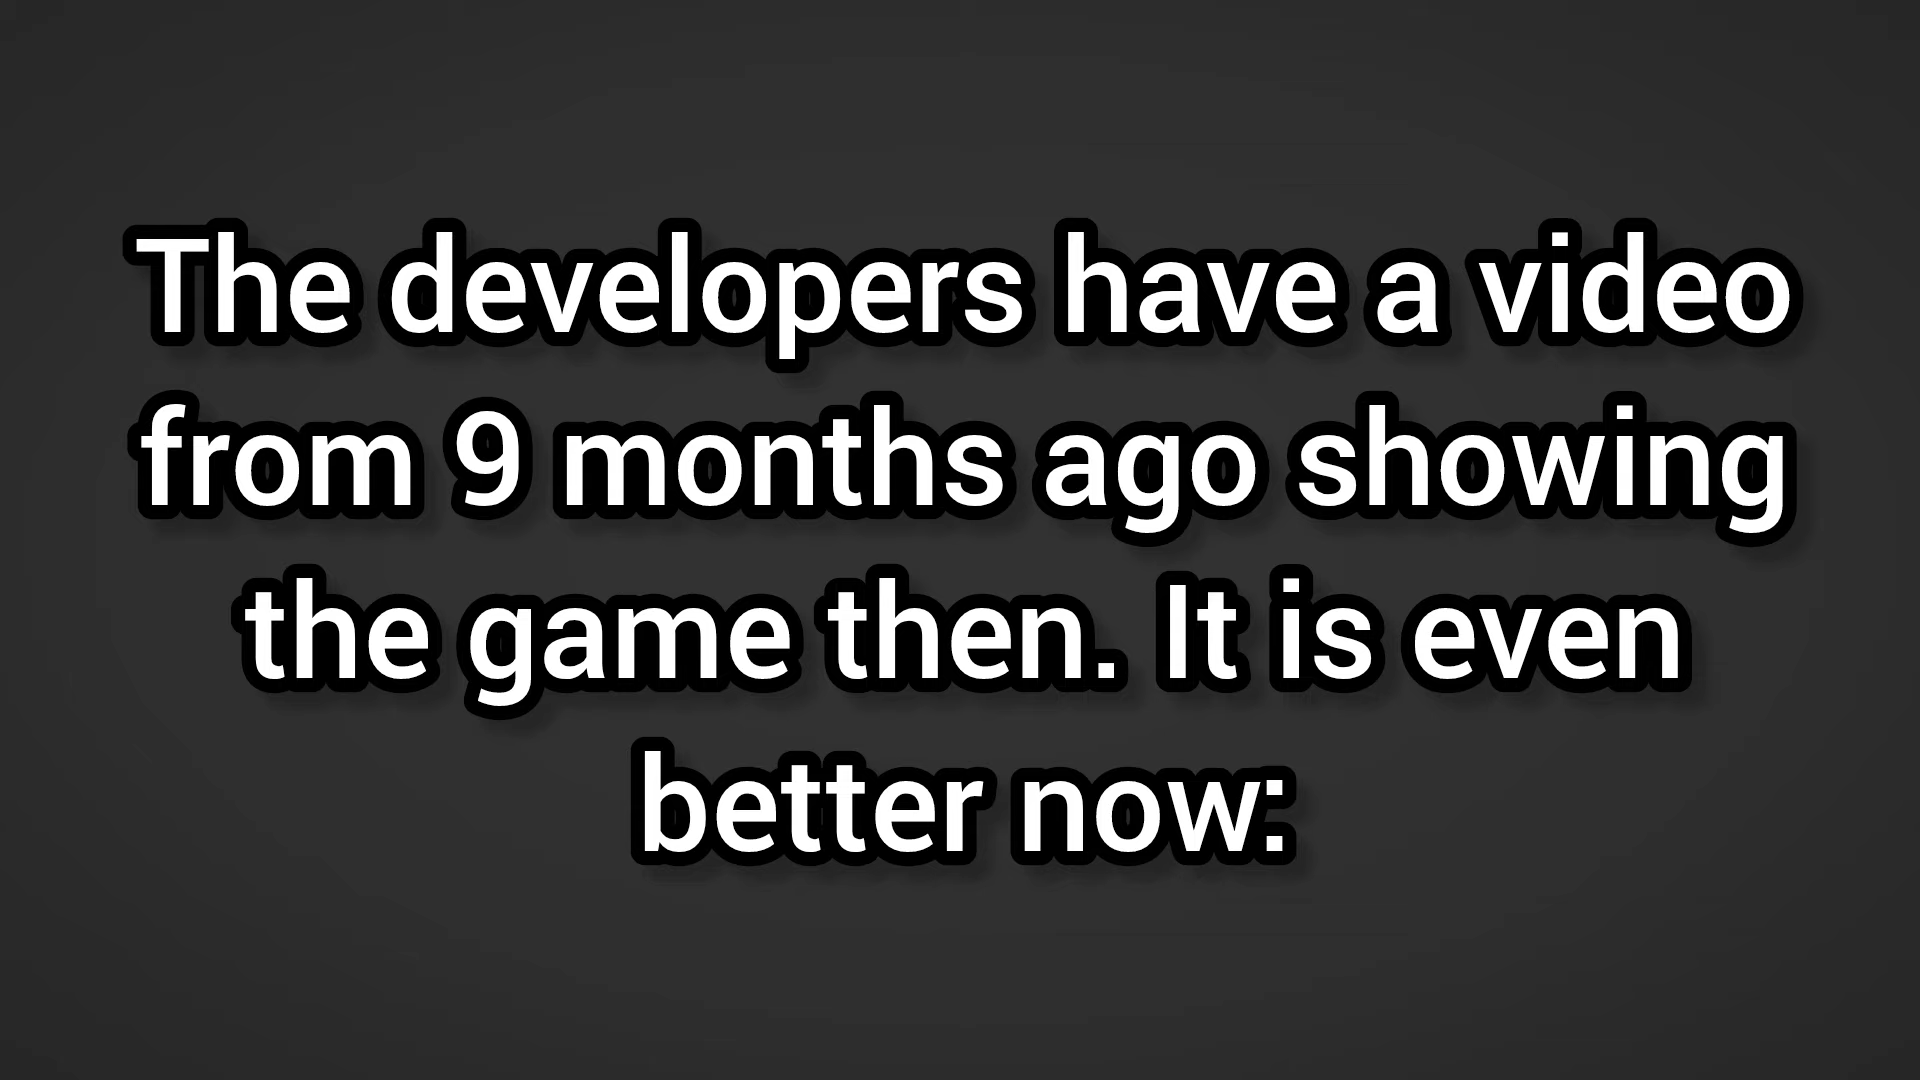 The developers have a video
from 9 months ago showing
the game then. It is even
better now: